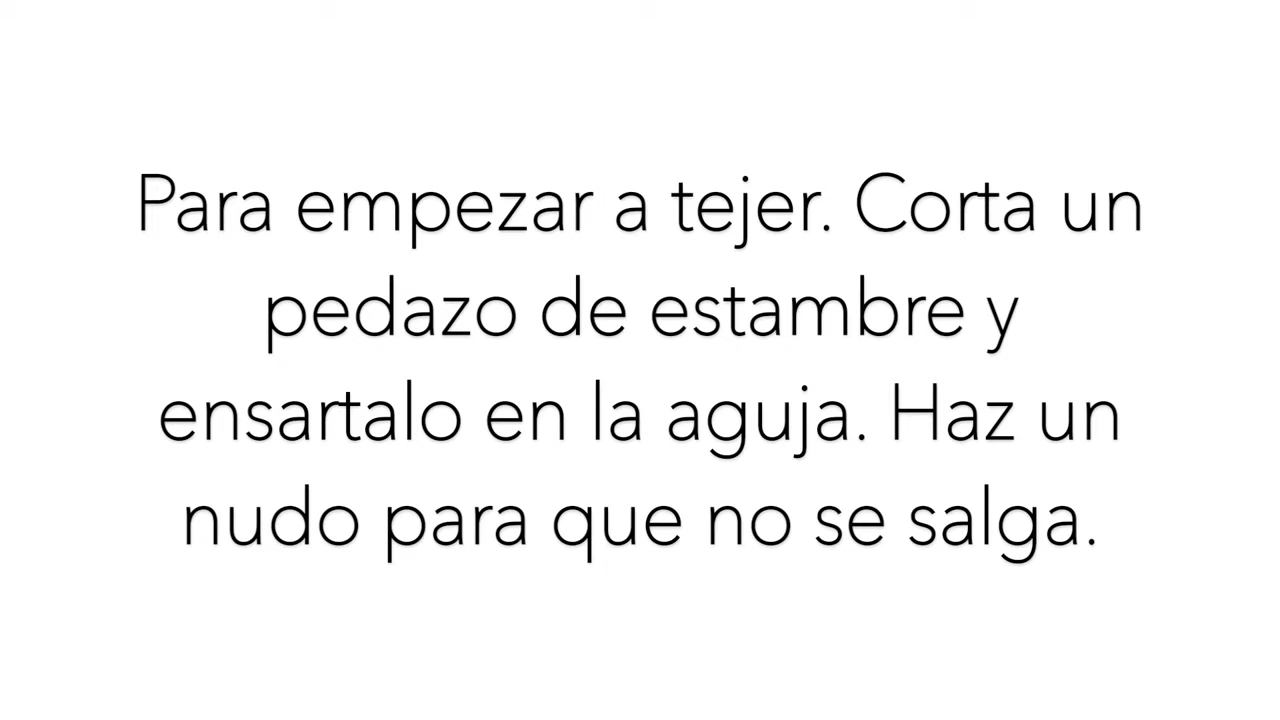 Para empezar a tejer. Corta un
pedazo de estambre y
ensartalo en la aguja. Haz un
nudo para que no se salga.